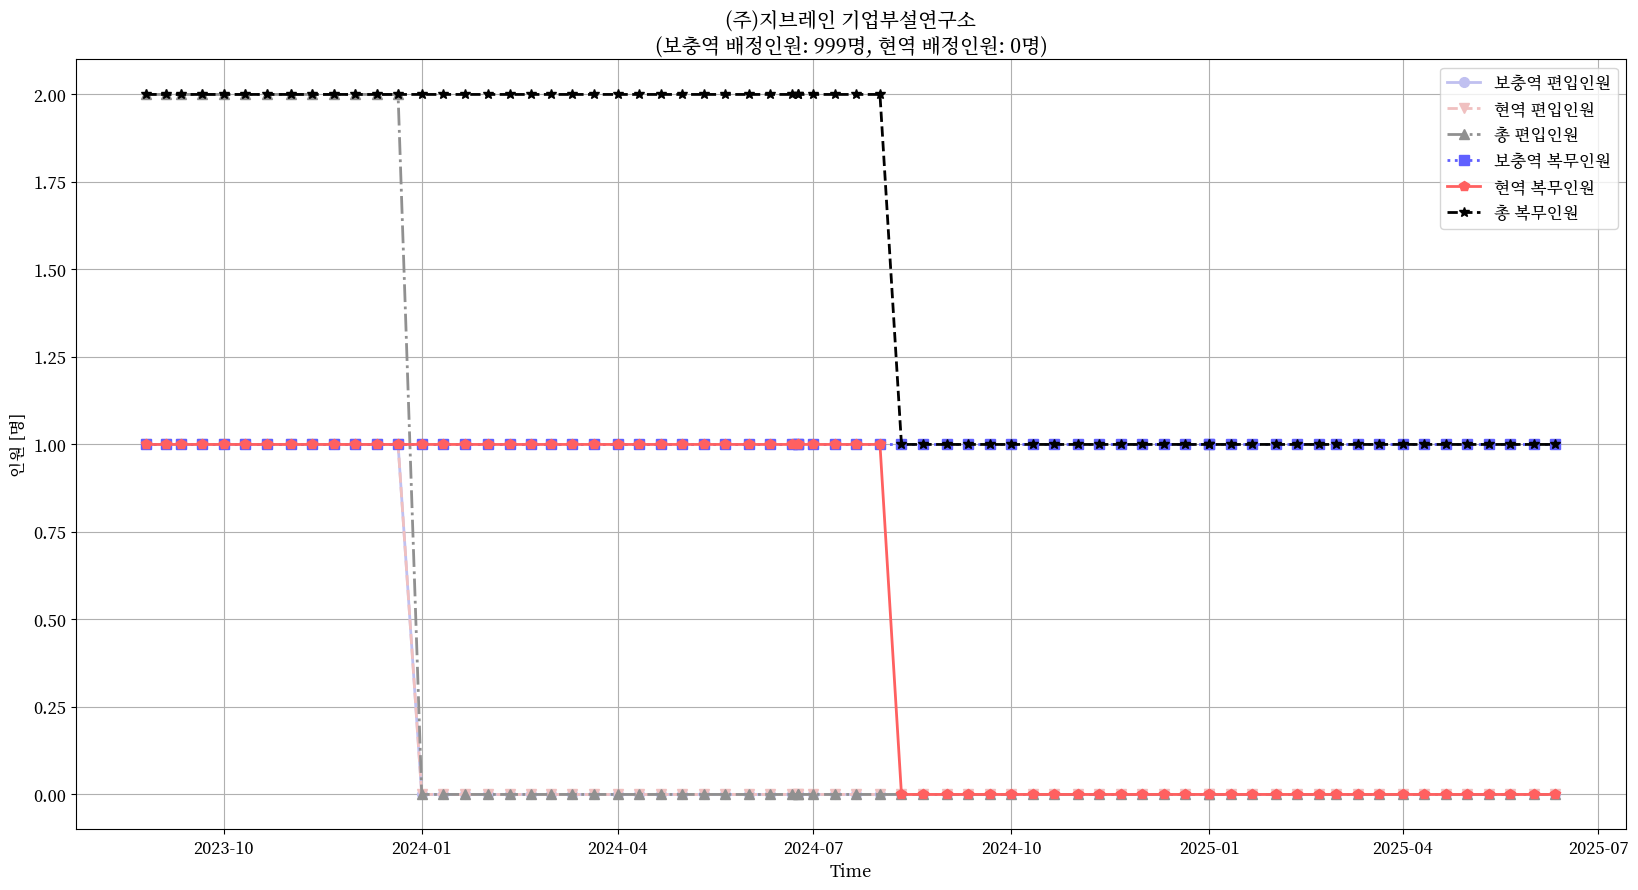 (주)지브레인 기업부설연구소
(보충역 배정인원: 999명, 현역 배정인원: 0명)
보충역 편입인원
현역 편입인원
총 편입인원
보충역 복무인원
현역 복무인원
총 복무인원
인원 [명]
2.00
1.75
1.50
1.25
1.00
0.75
0.50
0.25
0.00
2023-10 2024-01 2024-04 2024-07 2024-10 2025-01 2025-04 2025-07
Time